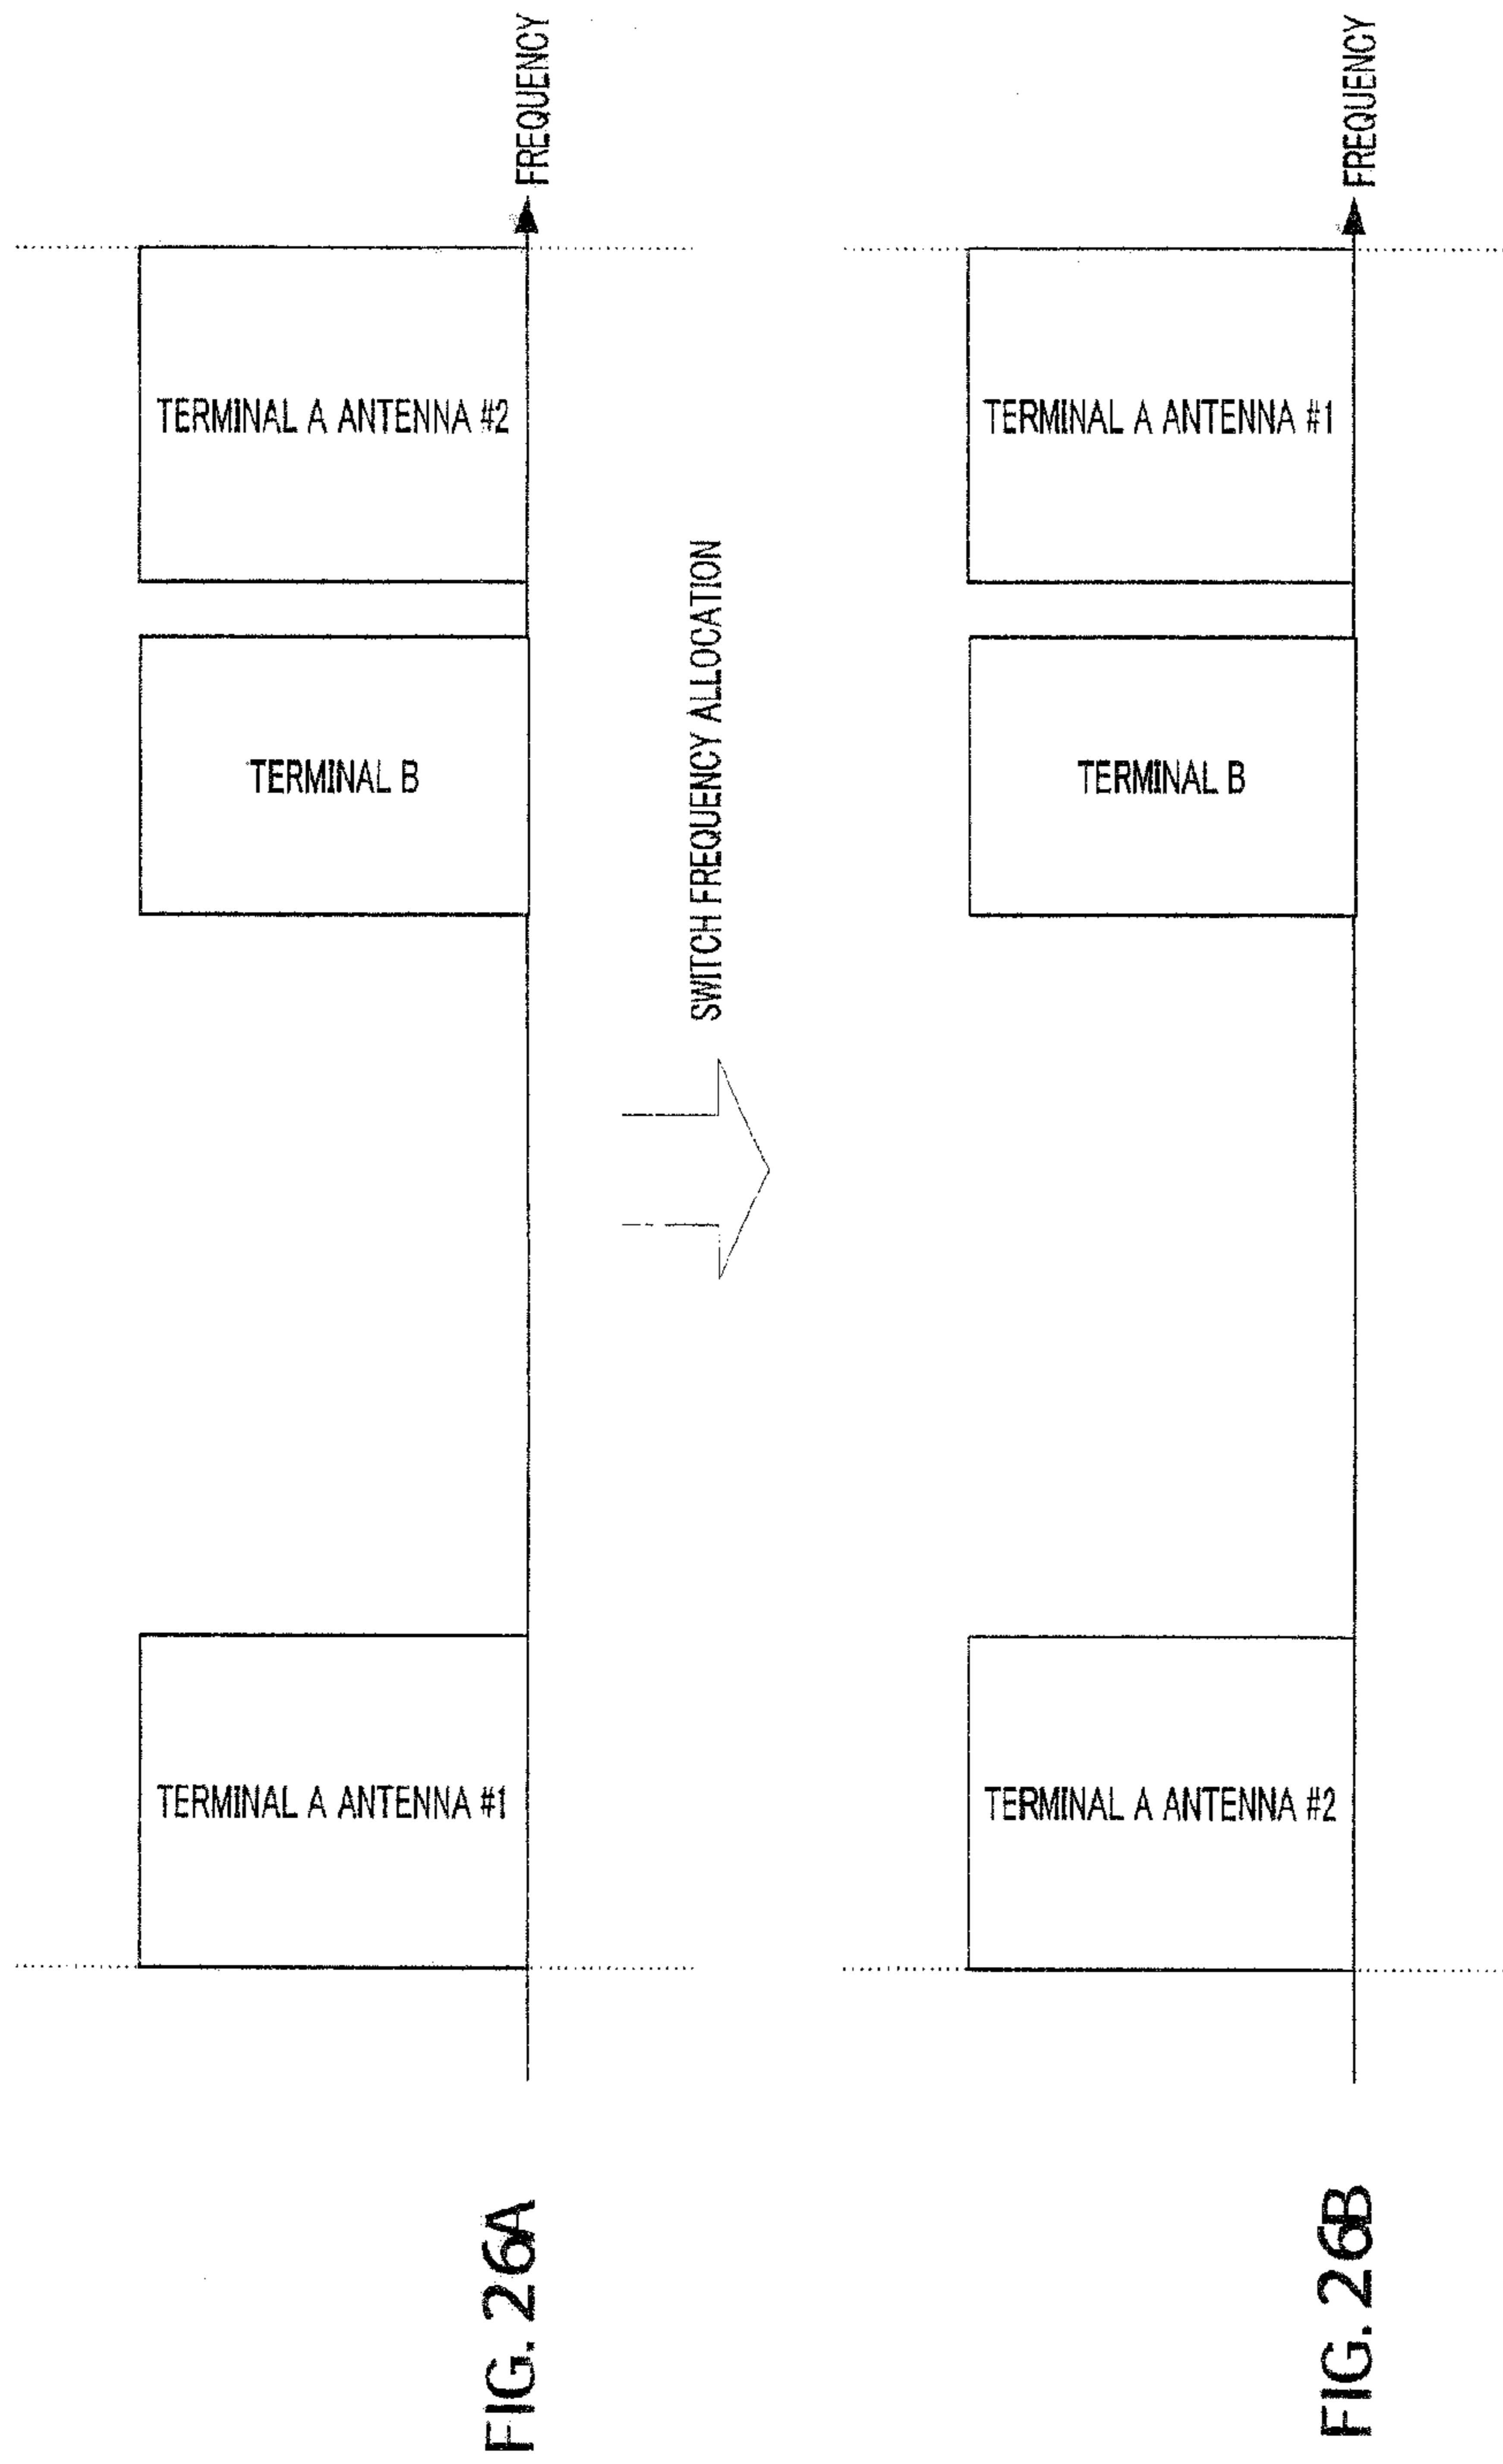 FIG. 26A
TERMINAL A ANTENNA #1
TERMINAL B
TERMINAL A ANTENNA #2
FREQUENCY
SWITCH FREQUENCY ALLOCATION
FIG. 26B
TERMINAL A ANTENNA #2
TERMINAL B
TERMINAL A ANTENNA #1
FREQUENCY